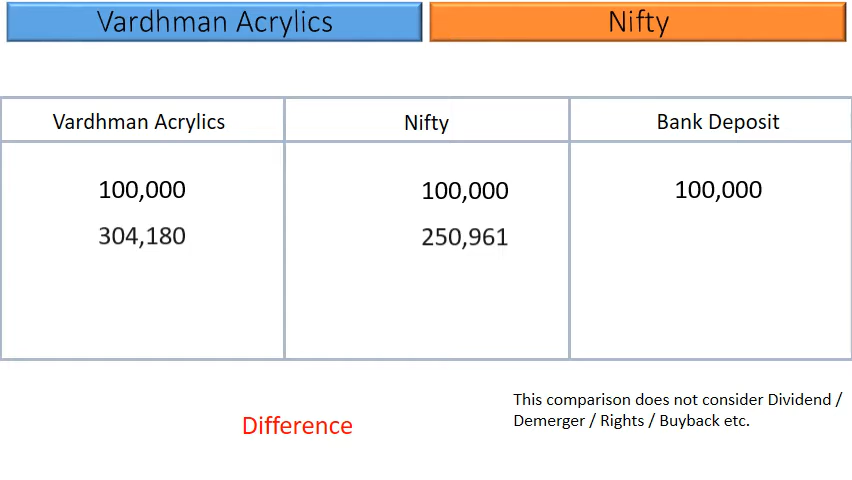 Vardhman Acrylics
Nifty
Vardhman Acrylics
Nifty
Bank Deposit
100,000
100,000
100,000
304,180
250,961
This comparison does not consider Dividend /
Demerger / Rights / Buyback etc.
Difference